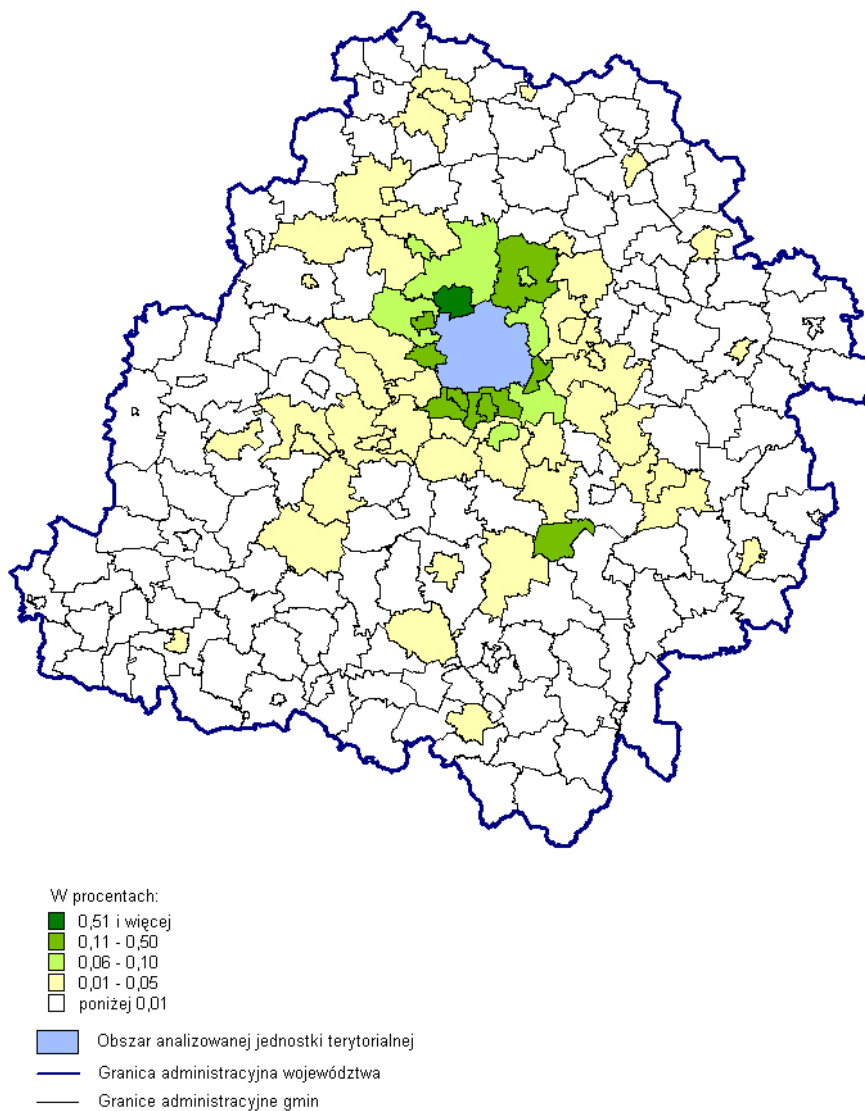 W procentach:
0,51 i więcej
0,11 - 0,50
0,06 - 0,10
0,01 - 0,05
poniżej 0,01
Obszar analizowanej jednostki terytorialnej
Granica administracyjna województwa
Granice administracyjne gmin